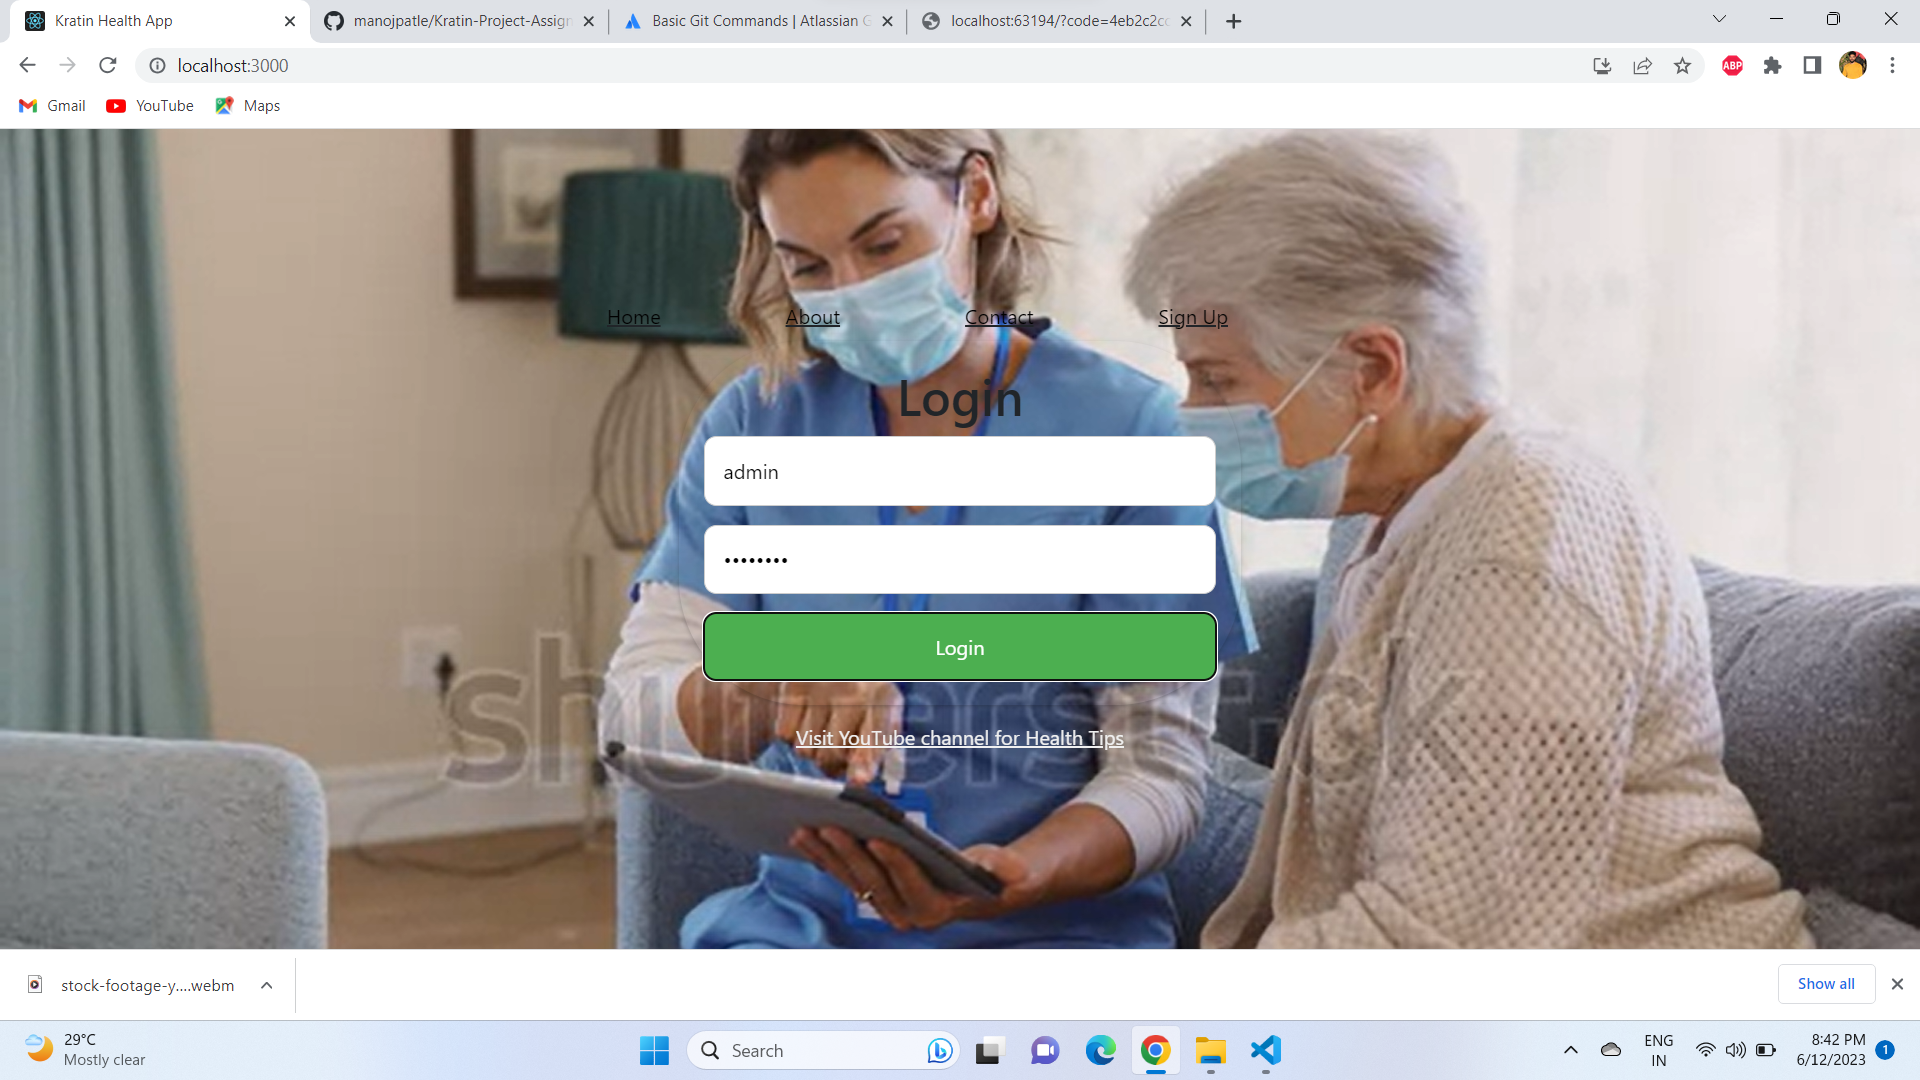 Kratin Health App
manojpatle/Kratin-Project-Assign
Basic Git Commands | Atlassian G
localhost:63194/?code=4eb2c2cc
localhost:3000
ABP
Gmail
YouTube
Maps
Home
About
Contact
Sign Up
Login
admin
••••••••
Login
shutterstock
Visit YouTube channel for Health Tips
stock-footage-y....webm
Show all
29°C
Mostly clear
Search
ENG
IN
8:42 PM
6/12/2023
1